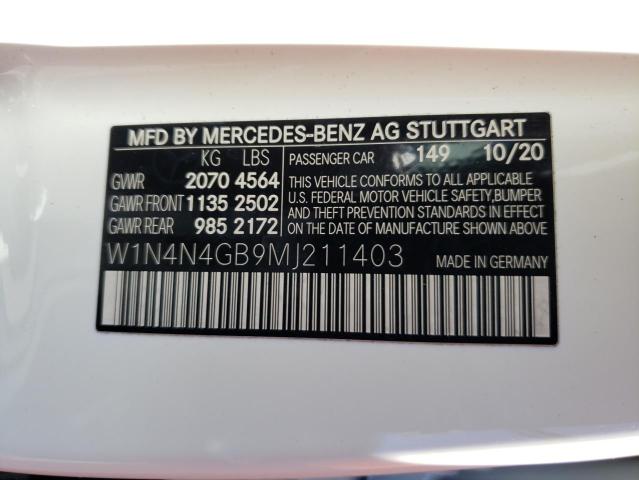 MFD BY MERCEDES-BENZ AG STUTTGART
KG LBS
GVWR 2070 4564
GAWR FRONT 1135 2502
GAWR REAR 985 2172
PASSENGER CAR 149 10/20
THIS VEHICLE CONFORMS TO ALL APPLICABLE
U.S. FEDERAL MOTOR VEHICLE SAFETY, BUMPER
AND THEFT PREVENTION STANDARDS IN EFFECT
ON THE DATE OF MANUFACTURE SHOWN ABOVE
W1N4N4GB9MJ211403 MADE IN GERMANY